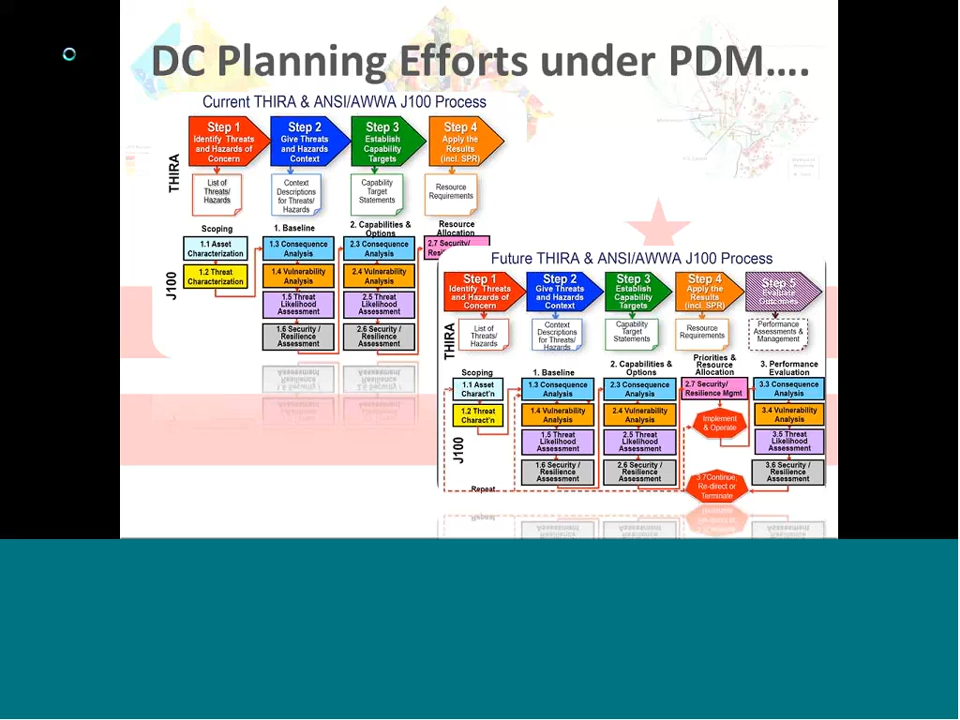 DC Planning Efforts under PDM….
Current THIRA & ANSI/AWWA J100 Process
THIRA
Step 1
Identify Threats
and Hazards of
Concern
Step 2
Give Threats
and Hazards
Context
Step 3
Establish
Capability
Targets
Step 4
Apply the
Results
(incl. SPR)
List of
Threats/
Hazards
Context
Descriptions
for Threats/
Hazards
Capability
Target
Statements
Resource
Requirements
J100
Scoping
1.1 Asset
Characterization
1.2 Threat
Characterization
1. Baseline
1.3 Consequence
Analysis
1.4 Vulnerability
Analysis
1.5 Threat
Likelihood
Assessment
1.6 Security /
Resilience
Assessment
2. Capabilities &
Options
2.3 Consequence
Analysis
2.4 Vulnerability
Analysis
2.5 Threat
Likelihood
Assessment
2.6 Security /
Resilience
Assessment
Resource
Allocation
2.7 Security/
Future THIRA & ANSI/AWWA J100 Process
THIRA
Step 1
Identify Threats
and Hazards of
Concern
Step 2
Give Threats
and Hazards
Context
Step 3
Establish
Capability
Targets
Step 4
Apply the
Results
(incl. SPR)
Step 5
Evaluate
Outcomes
List of
Threats/
Hazards
Context
Descriptions
for Threats/
Hazards
Capability
Target
Statements
Resource
Requirements
Performance
Assessments &
Management
J100
Scoping
1.1 Asset
Charact'n
1.2 Threat
Charact'n
Repeat
1. Baseline
1.3 Consequence
Analysis
1.4 Vulnerability
Analysis
1.5 Threat
Likelihood
Assessment
1.6 Security /
Resilience
Assessment
2. Capabilities &
Options
2.3 Consequence
Analysis
2.4 Vulnerability
Analysis
2.5 Threat
Likelihood
Assessment
2.6 Security /
Resilience
Assessment
Priorities &
Resource
Allocation
2.7 Security/
Resilience Mgmt
Implement
& Operate
3.7Continue,
Re-direct or
Terminate
3. Performance
Evaluation
3.3 Consequence
Analysis
3.4 Vulnerability
Analysis
3.5 Threat
Likelihood
Assessment
3.6 Security /
Resilience
Assessment